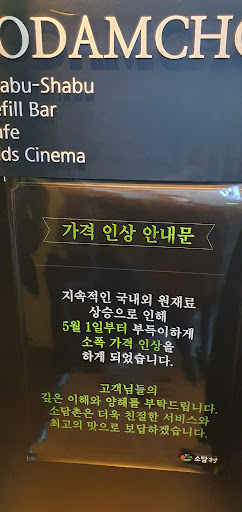 ODAMCHO
abu-Shabu
efill Bar
afe
ds Cinema
가격 인상 안내문
지속적인 국내외 원재료
상승으로 인해
5월 1일부터 부득이하게
소폭 가격 인상을
하게 되었습니다.
고객님들의
깊은 이해와 양해를 부탁드립니다.
소담촌은 더욱 친절한 서비스와
최고의 맛으로 보답하겠습니다.
소담촌